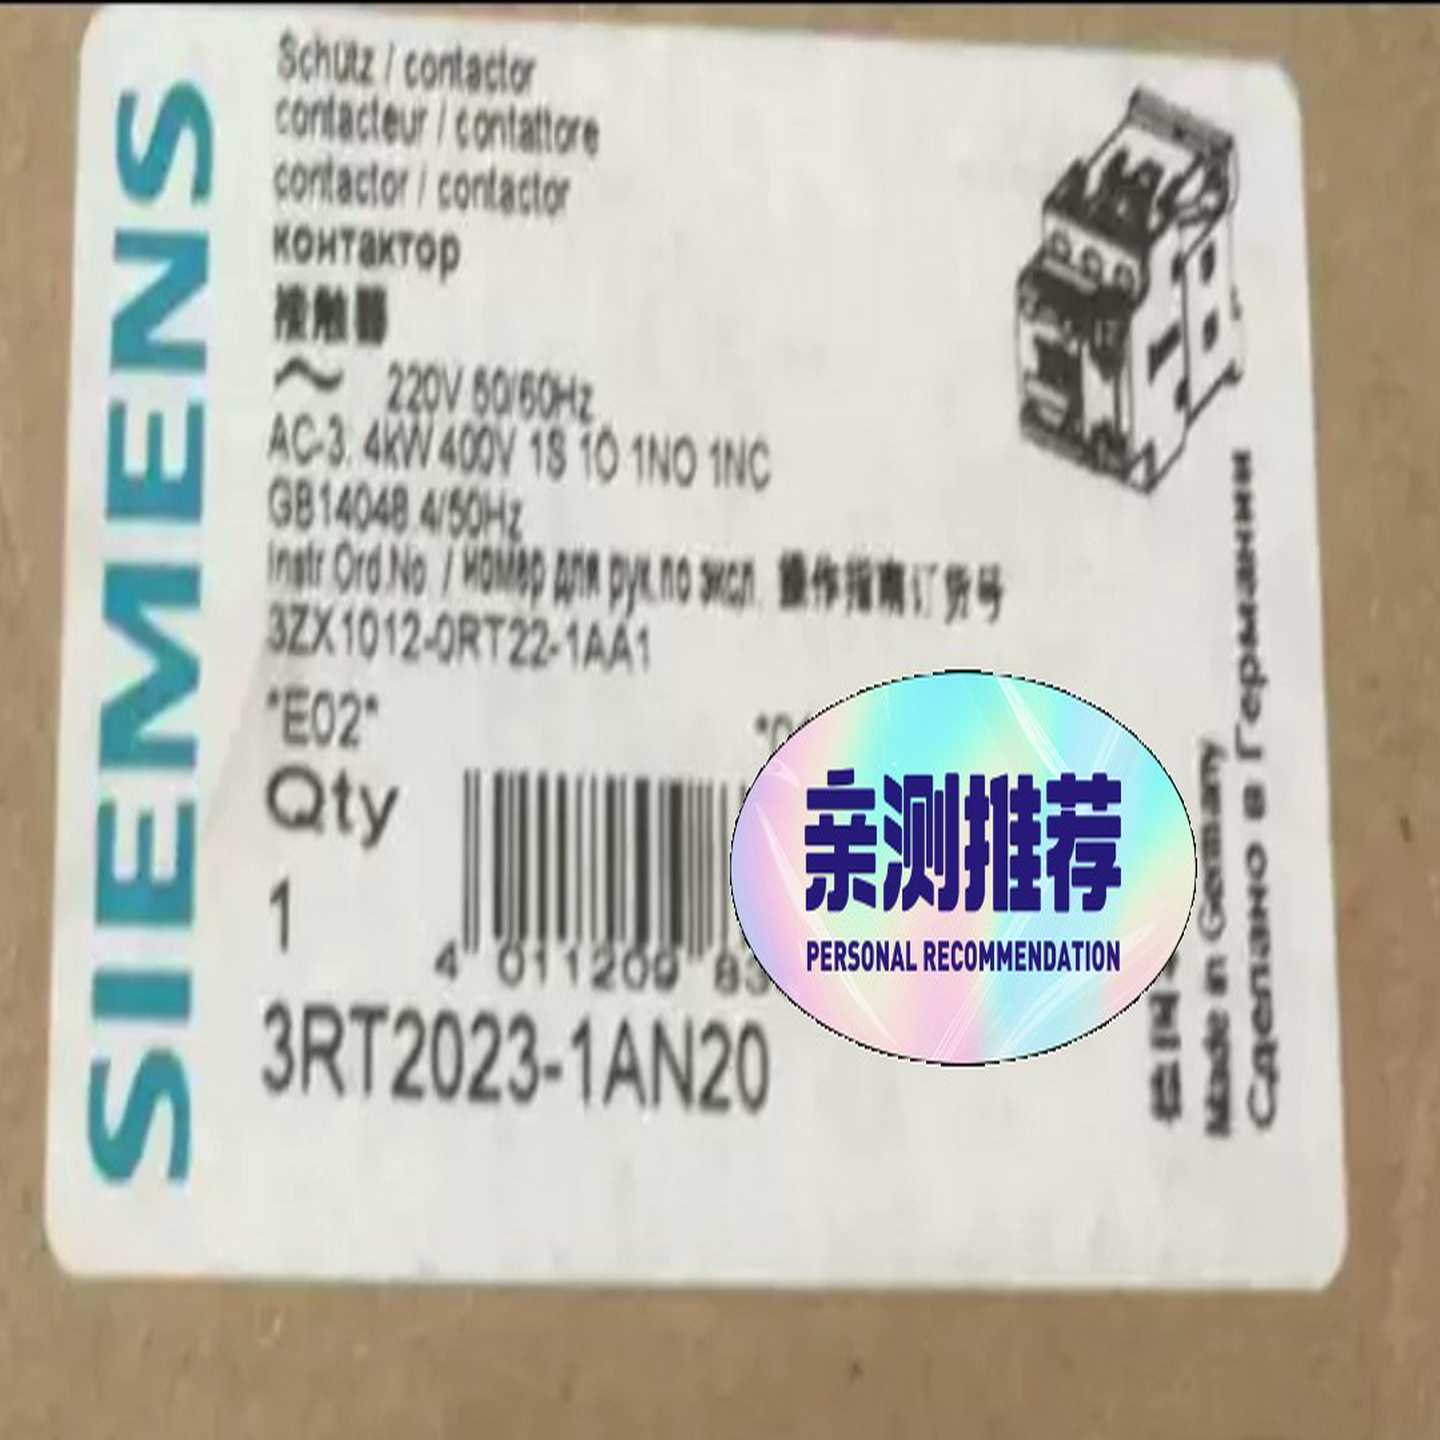 SIEMENS
Schütz / contactor
contacteur / contattore
contactor / contactor
контактор
接触器
~ 220V 50/60Hz
AC-3, 4kW 400V 1S 1Ö 1NO 1NC
GB14048.4/50Hz
Instr.Ord.No. / номер для рук.по эксп. 操作指南订货号
3ZX1012-0RT22-1AA1
*E02*
Qty
1
4 011209 83
3RT2023-1AN20
亲测推荐
PERSONAL RECOMMENDATION
Made in Germany
Сделано в Германии